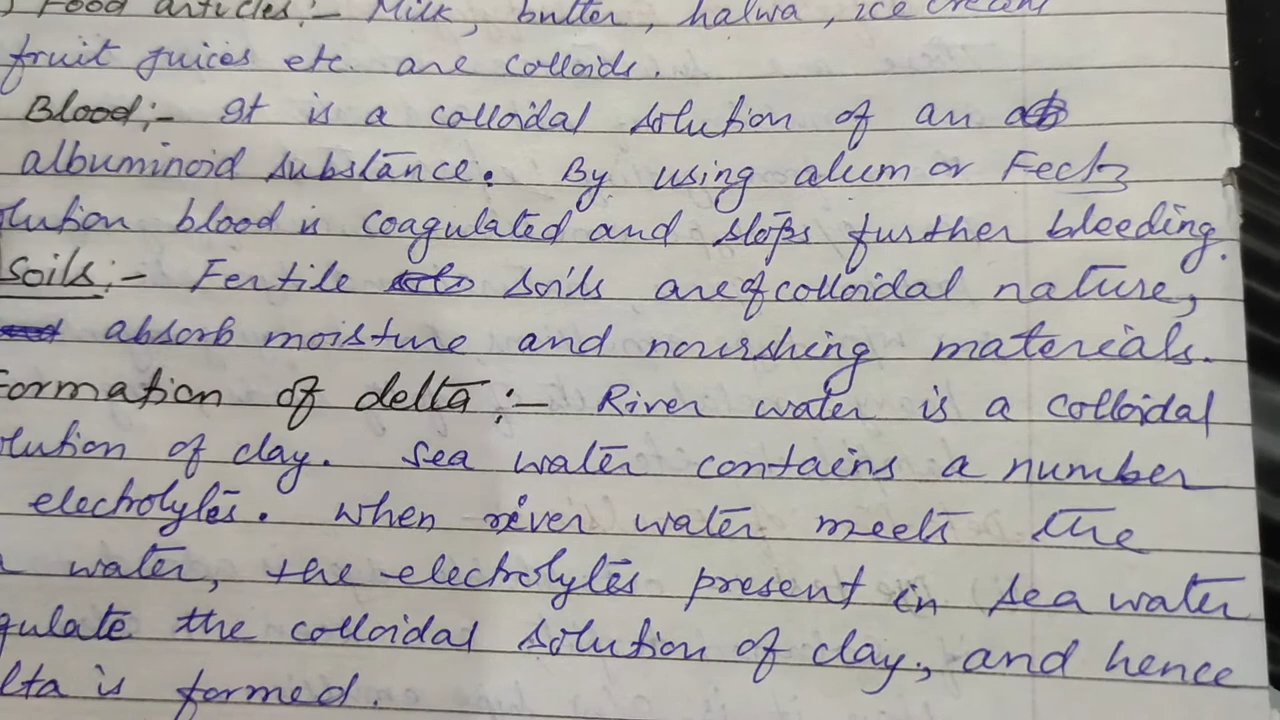 ) Food articles:- Milk, butter, halwa, ice cream
fruit juices etc. are colloids.
Blood:- It is a colloidal solution of an
albuminoid substance. By using alum or Fecl3
lution blood is coagulated and stops further bleeding.
Soils:- Fertile soils are of colloidal nature,
absorb moisture and nourshing materials.
Formation of delta:- River water is a colloidal
lution of clay. Sea water contains a number
electrolytes. When river water meets the
a water, the electrolytes present in sea water
gulate the colloidal solution of clay, and hence
lta is formed.